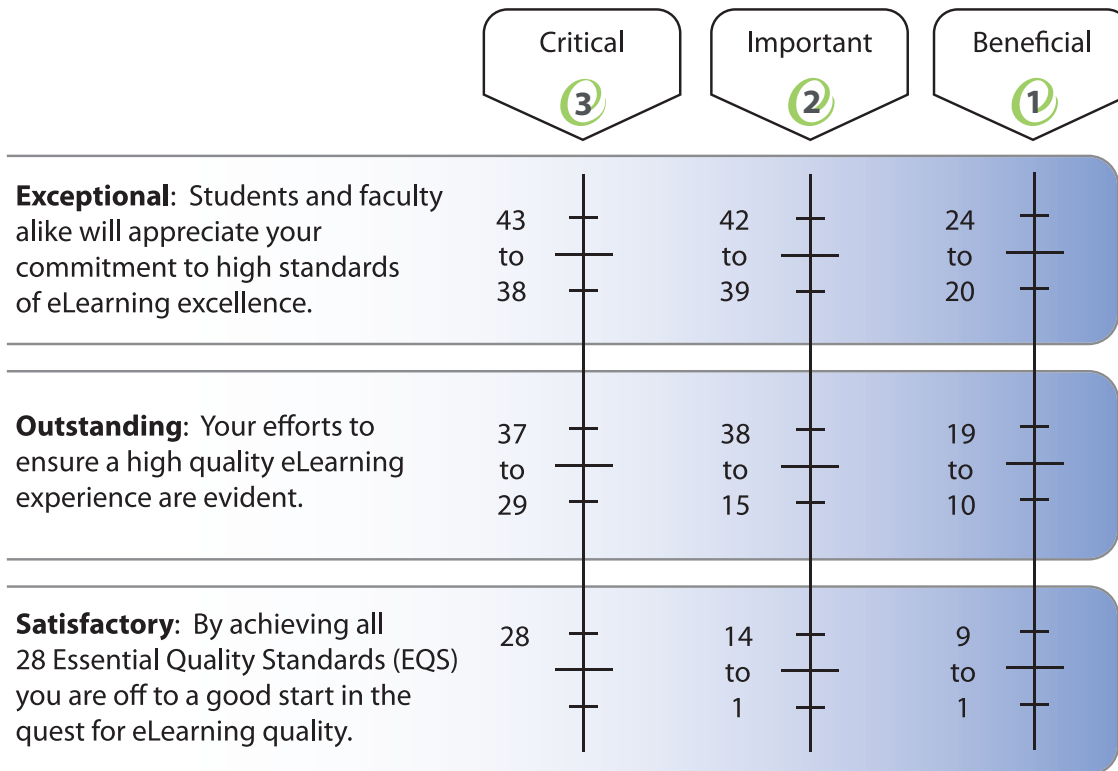 Critical
Important
Beneficial
3
2
1
Exceptional: Students and faculty
alike will appreciate your
commitment to high standards
of eLearning excellence.
43
to
38
42
to
39
24
to
20
Outstanding: Your efforts to
ensure a high quality eLearning
experience are evident.
37
to
29
38
to
15
19
to
10
Satisfactory: By achieving all
28 Essential Quality Standards (EQS)
you are off to a good start in the
quest for eLearning quality.
28
14
to
1
9
to
1